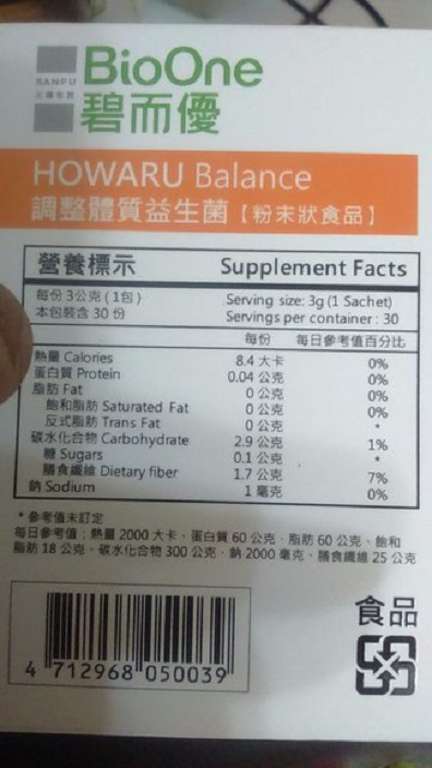 BioOne
碧而優
HOWARU Balance
調整體質益生菌【粉末狀食品】
營養標示 Supplement Facts
每份 3公克 (1包) Serving size: 3g (1 Sachet)
本包裝含 30 份 Servings per container: 30
每份 每日參考值百分比
熱量 Calories 8.4 大卡 0%
蛋白質 Protein 0.04 公克 0%
脂肪 Fat 0 公克 0%
飽和脂肪 Saturated Fat 0 公克 0%
反式脂肪 Trans Fat 0 公克 *
碳水化合物 Carbohydrate 2.9 公克 1%
糖 Sugars 0.1 公克 *
膳食纖維 Dietary fiber 1.7 公克 7%
鈉 Sodium 1 毫克 0%
* 參考值未訂定
每日參考值：熱量 2000 大卡、蛋白質 60 公克、脂肪 60 公克、飽和
脂肪 18 公克、碳水化合物 300 公克、鈉 2000 毫克、膳食纖維 25 公克
食品
4 712968 050039